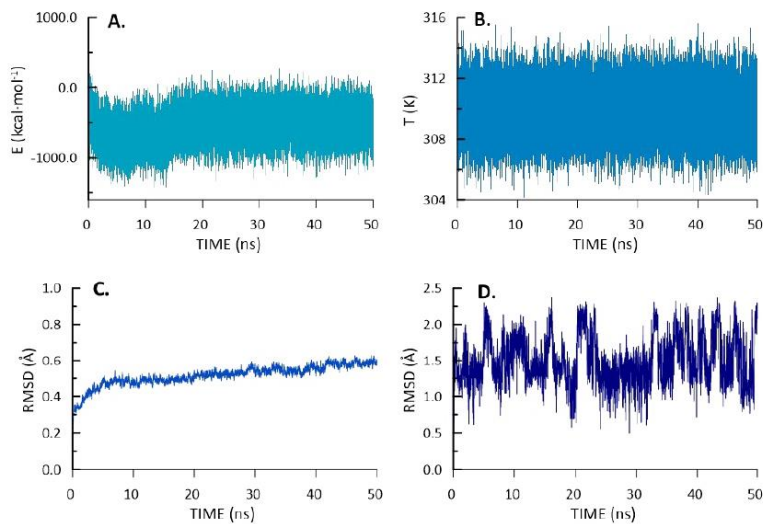 A.
1000.0
0.0
-1000.0
E (kcal·mol⁻¹)
0 10 20 30 40 50
TIME (ns)
B.
316
312
308
304
T (K)
0 10 20 30 40 50
TIME (ns)
C.
1.0
0.8
0.6
0.4
0.2
0.0
RMSD (Å)
0 10 20 30 40 50
TIME (ns)
D.
2.5
2.0
1.5
1.0
0.5
0.0
RMSD (Å)
0 10 20 30 40 50
TIME (ns)